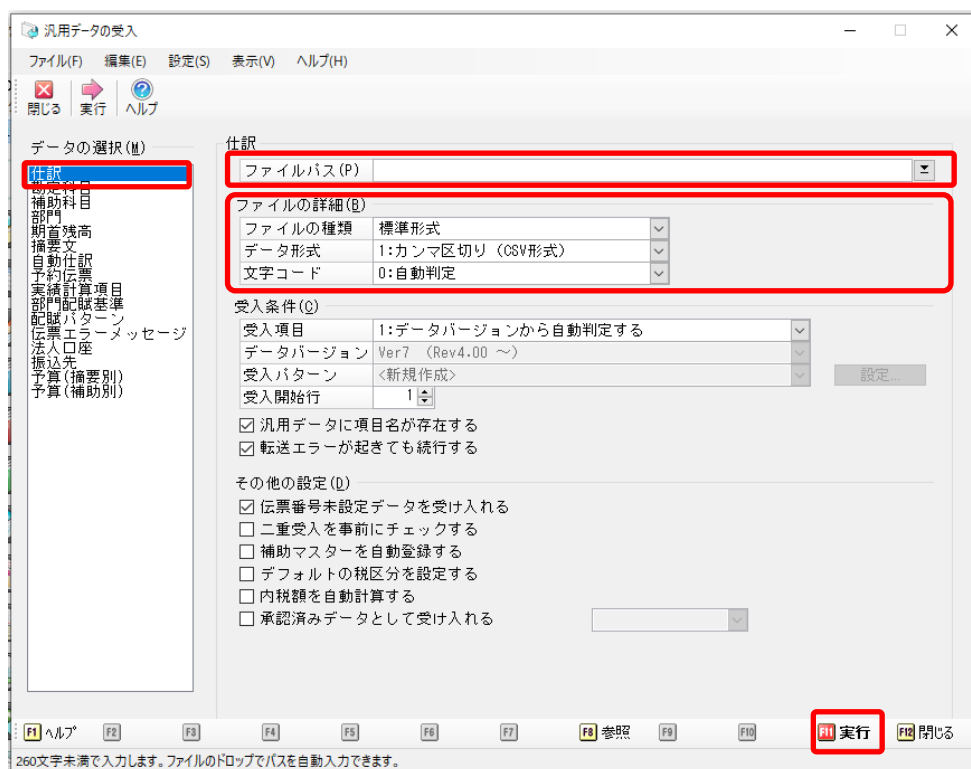 汎用データの受入
ファイル(F) 編集(E) 設定(S) 表示(V) ヘルプ(H)
閉じる 実行 ヘルプ
データの選択(M)
仕訳
勘定科目
補助科目
部門
期首残高
摘要文
自動仕訳
予約伝票
実績計算項目
部門配賦基準
配賦パターン
伝票エラーメッセージ
法人口座
振込先
予算(摘要別)
予算(補助別)
仕訳
ファイルパス(P)
ファイルの詳細(B)
ファイルの種類 標準形式
データ形式 1:カンマ区切り (CSV形式)
文字コード 0:自動判定
受入条件(C)
受入項目 1:データバージョンから自動判定する
データバージョン Ver7 (Rev4.00 ～)
受入パターン <新規作成> 設定...
受入開始行 1
汎用データに項目名が存在する
転送エラーが起きても続行する
その他の設定(D)
伝票番号未設定データを受け入れる
二重受入を事前にチェックする
補助マスターを自動登録する
デフォルトの税区分を設定する
内税額を自動計算する
承認済みデータとして受け入れる
F1 ヘルプ F2 F3 F4 F5 F6 F7 F8 参照 F9 F10 F11 実行 F12 閉じる
260文字未満で入力します。ファイルのドロップでパスを自動入力できます。